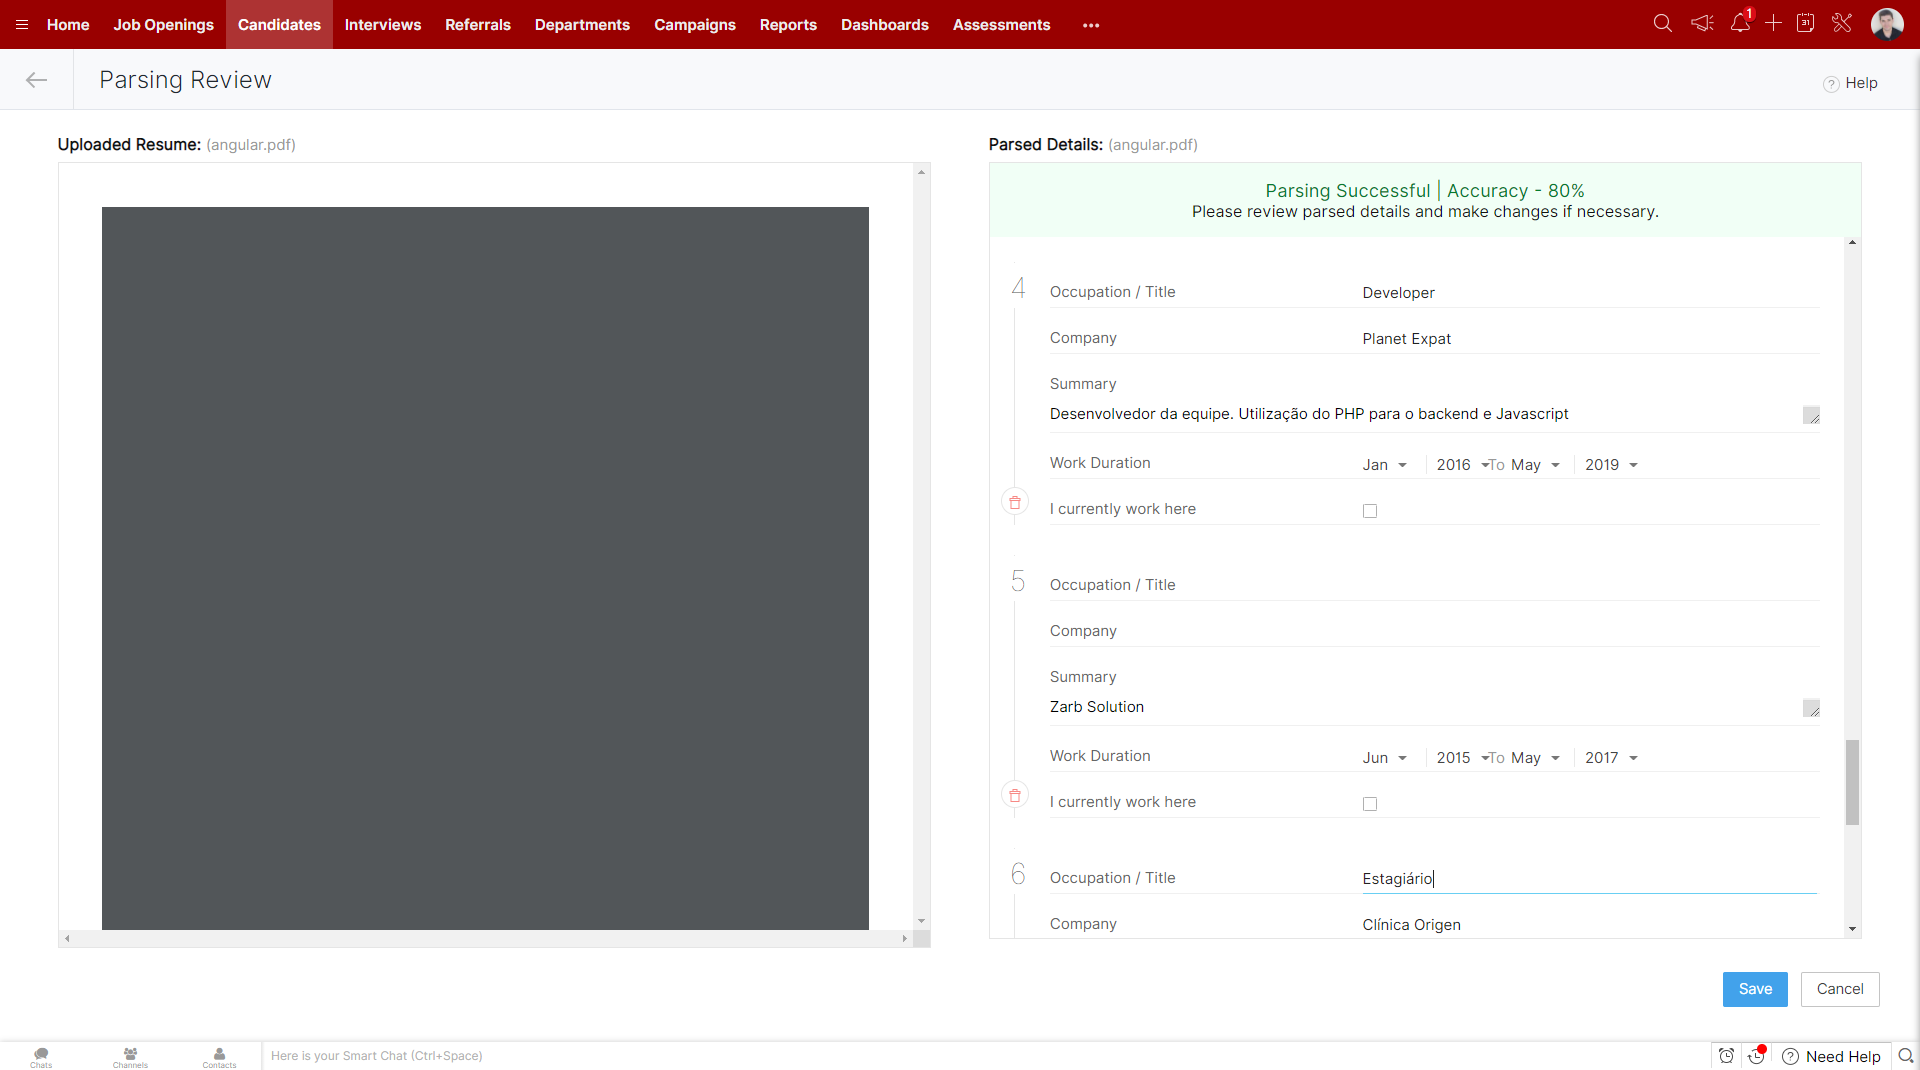 Home Job Openings Candidates Interviews Referrals Departments Campaigns Reports Dashboards Assessments ••• 1 31
Parsing Review
? Help
Uploaded Resume: (angular.pdf)
Parsed Details: (angular.pdf)
Parsing Successful | Accuracy - 80%
Please review parsed details and make changes if necessary.
4 Occupation / Title Developer
Company Planet Expat
Summary
Desenvolvedor da equipe. Utilização do PHP para o backend e Javascript
Work Duration Jan 2016 To May 2019
I currently work here
5 Occupation / Title
Company
Summary
Zarb Solution
Work Duration Jun 2015 To May 2017
I currently work here
6 Occupation / Title Estagiário
Company Clínica Origen
Save Cancel
Chats Channels Contacts Here is your Smart Chat (Ctrl+Space) ? Need Help